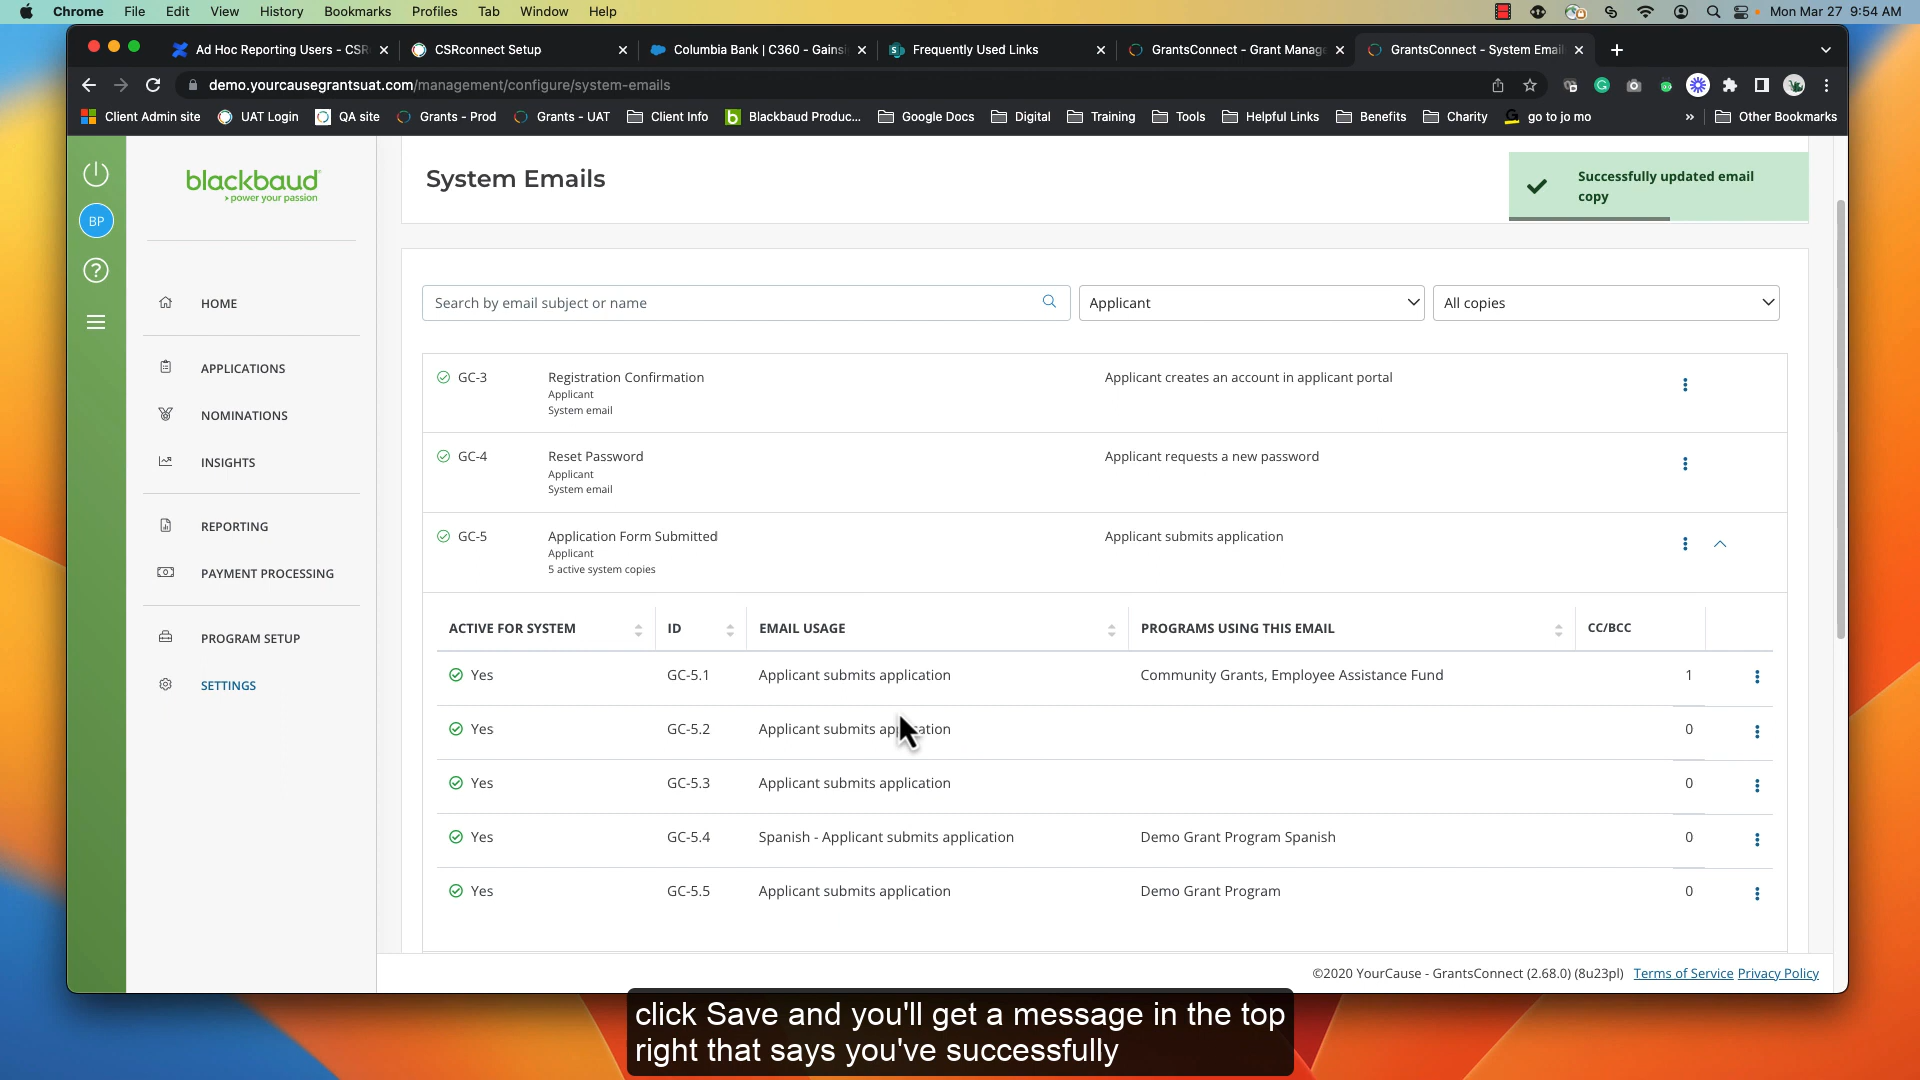 Chrome File Edit View History Bookmarks Profiles Tab Window Help Mon Mar 27 9:54 AM
Ad Hoc Reporting Users - CSR CSRconnect Setup Columbia Bank | C360 - Gains Frequently Used Links GrantsConnect - Grant Manage GrantsConnect - System Email
demo.yourcausegrantsuat.com/management/configure/system-emails
Client Admin site UAT Login QA site Grants - Prod Grants - UAT Client Info Blackbaud Produc... Google Docs Digital Training Tools Helpful Links Benefits Charity go to jo mo » Other Bookmarks
blackbaud
power your passion
BP
HOME
APPLICATIONS
NOMINATIONS
INSIGHTS
REPORTING
PAYMENT PROCESSING
PROGRAM SETUP
SETTINGS
System Emails
Successfully updated email
copy
Search by email subject or name Applicant All copies
GC-3 Registration Confirmation Applicant creates an account in applicant portal
Applicant
System email
GC-4 Reset Password Applicant requests a new password
Applicant
System email
GC-5 Application Form Submitted Applicant submits application
Applicant
5 active system copies
ACTIVE FOR SYSTEM ID EMAIL USAGE PROGRAMS USING THIS EMAIL CC/BCC
Yes GC-5.1 Applicant submits application Community Grants, Employee Assistance Fund 1
Yes GC-5.2 Applicant submits application 0
Yes GC-5.3 Applicant submits application 0
Yes GC-5.4 Spanish - Applicant submits application Demo Grant Program Spanish 0
Yes GC-5.5 Applicant submits application Demo Grant Program 0
©2020 YourCause - GrantsConnect (2.68.0) (8u23pl) Terms of Service Privacy Policy
click Save and you'll get a message in the top
right that says you've successfully